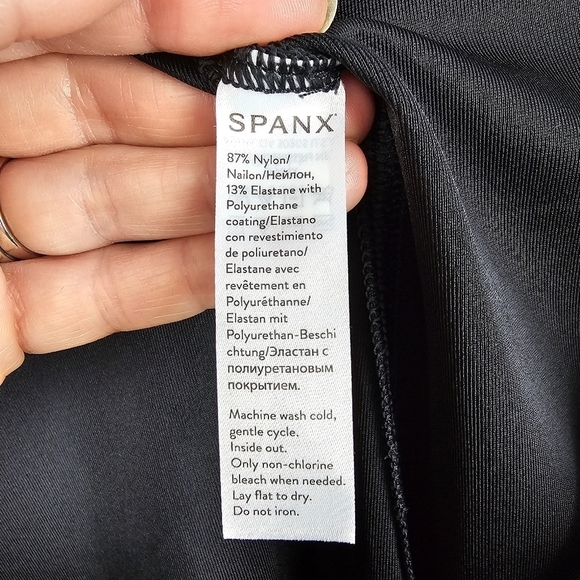 SPANX
87% Nylon/
Nailon/Нейлон,
13% Elastane with
Polyurethane
coating/Elastano
con revestimiento
de poliuretano/
Elastane avec
revêtement en
Polyuréthanne/
Elastan mit
Polyurethan-Beschi
chtung/Эластан с
полиуретановым
покрытием.
Machine wash cold,
gentle cycle.
Inside out.
Only non-chlorine
bleach when needed.
Lay flat to dry.
Do not iron.